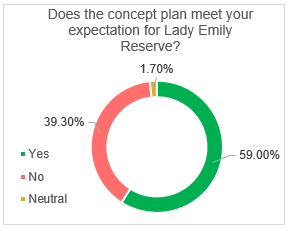 Does the concept plan meet your
expectation for Lady Emily
Reserve?
1.70%
39.30%
59.00%
Yes
No
Neutral